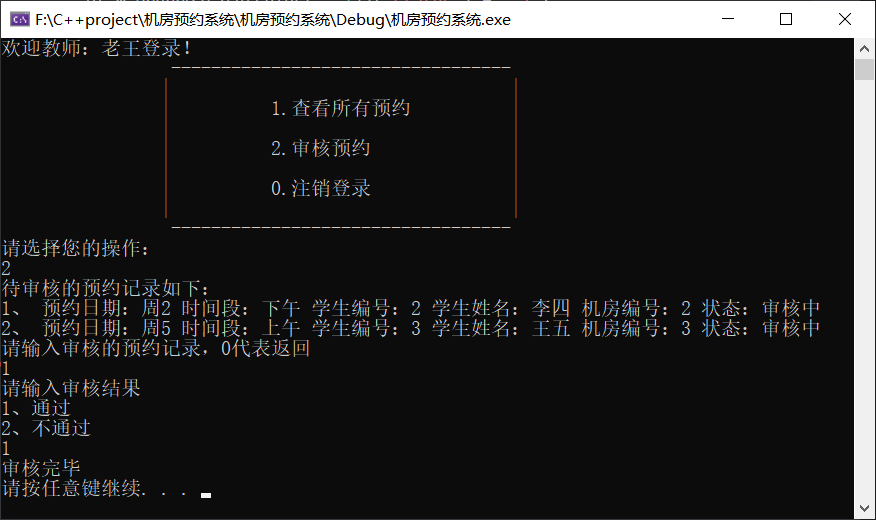 F:\C++project\机房预约系统\机房预约系统\Debug\机房预约系统.exe
欢迎教师：老王登录！
----------------------------------
1.查看所有预约
2.审核预约
0.注销登录
----------------------------------
请选择您的操作：
2
待审核的预约记录如下：
1、 预约日期：周2 时间段：下午 学生编号：2 学生姓名：李四 机房编号：2 状态：审核中
2、 预约日期：周5 时间段：上午 学生编号：3 学生姓名：王五 机房编号：3 状态：审核中
请输入审核的预约记录，0代表返回
1
请输入审核结果
1、通过
2、不通过
1
审核完毕
请按任意键继续. . .